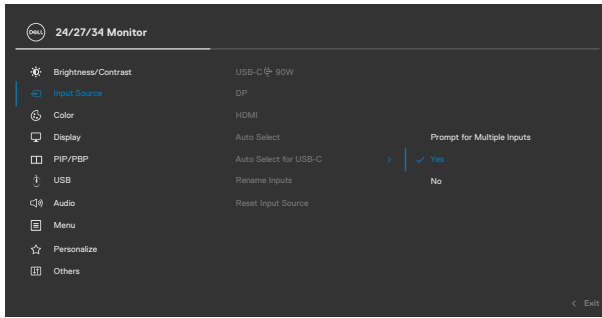 DELL
24/27/34 Monitor
Brightness/Contrast
USB-C 90W
Input Source
DP
Color
HDMI
Display
Auto Select
Prompt for Multiple Inputs
PIP/PBP
Auto Select for USB-C
Yes
USB
Rename Inputs
No
Audio
Reset Input Source
Menu
Personalize
Others
Exit